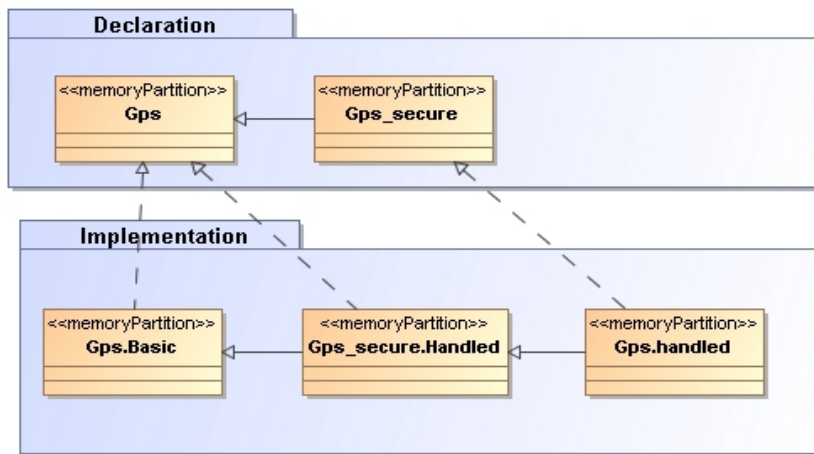 Declaration
<<memoryPartition>>
Gps
<<memoryPartition>>
Gps_secure
Implementation
<<memoryPartition>>
Gps.Basic
<<memoryPartition>>
Gps_secure.Handled
<<memoryPartition>>
Gps.handled